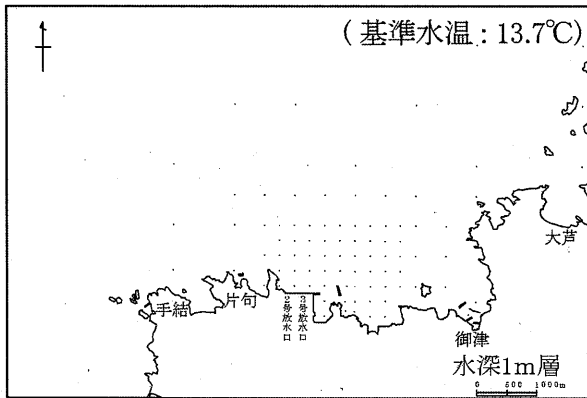 (基準水温:13.7℃)
大芦
手結
片句
2号放水口
3号放水口
御津
水深1m層
0 500 1000m